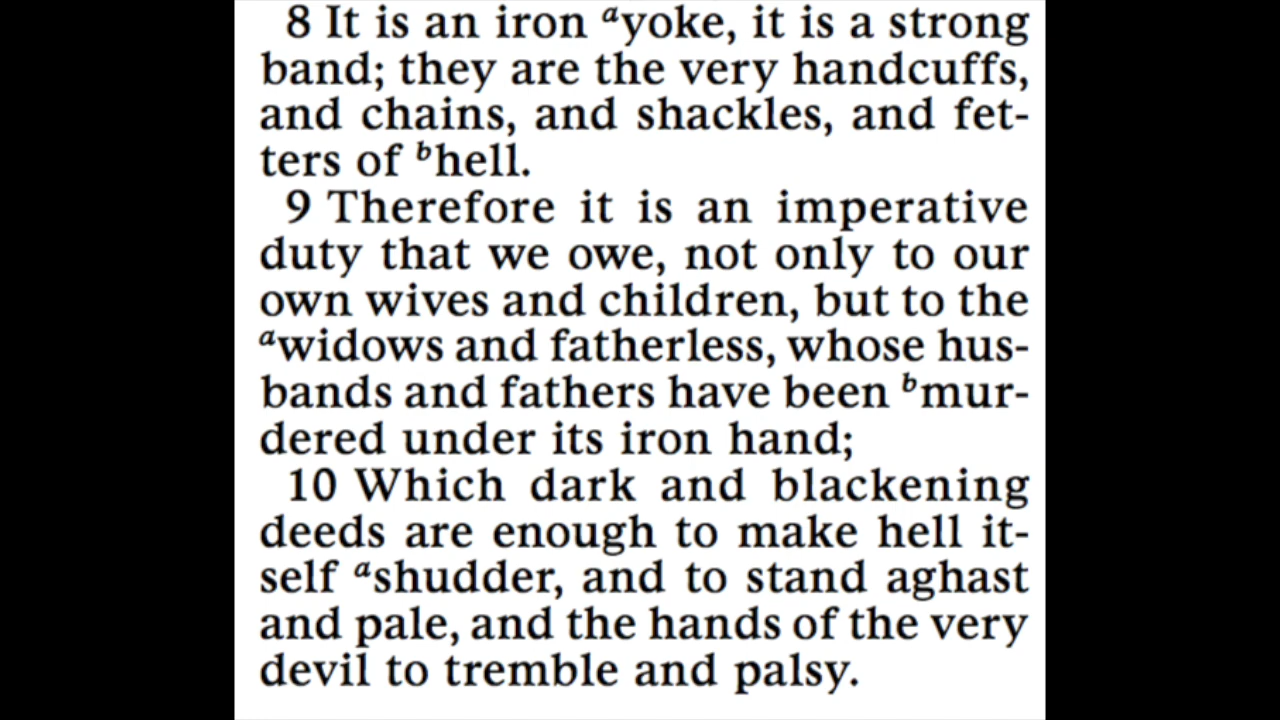 8 It is an iron ᵃyoke, it is a strong
band; they are the very handcuffs,
and chains, and shackles, and fet-
ters of ᵇhell.
9 Therefore it is an imperative
duty that we owe, not only to our
own wives and children, but to the
ᵃwidows and fatherless, whose hus-
bands and fathers have been ᵇmur-
dered under its iron hand;
10 Which dark and blackening
deeds are enough to make hell it-
self ᵃshudder, and to stand aghast
and pale, and the hands of the very
devil to tremble and palsy.